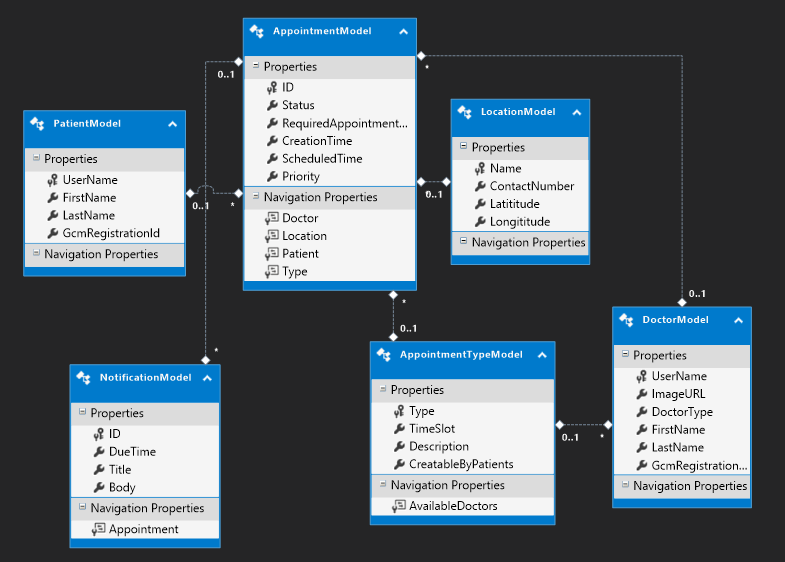 AppointmentModel
Properties
ID
Status
RequiredAppointment...
CreationTime
ScheduledTime
Priority
Navigation Properties
Doctor
Location
Patient
Type
0..1
*
*
PatientModel
Properties
UserName
FirstName
LastName
GcmRegistrationId
Navigation Properties
0..1
*
LocationModel
Properties
Name
ContactNumber
Latititude
Longititude
Navigation Properties
0..1
*
0..1
*
0..1
DoctorModel
Properties
UserName
ImageURL
DoctorType
FirstName
LastName
GcmRegistration...
Navigation Properties
AppointmentTypeModel
Properties
Type
TimeSlot
Description
CreatableByPatients
Navigation Properties
AvailableDoctors
0..1
*
NotificationModel
Properties
ID
DueTime
Title
Body
Navigation Properties
Appointment